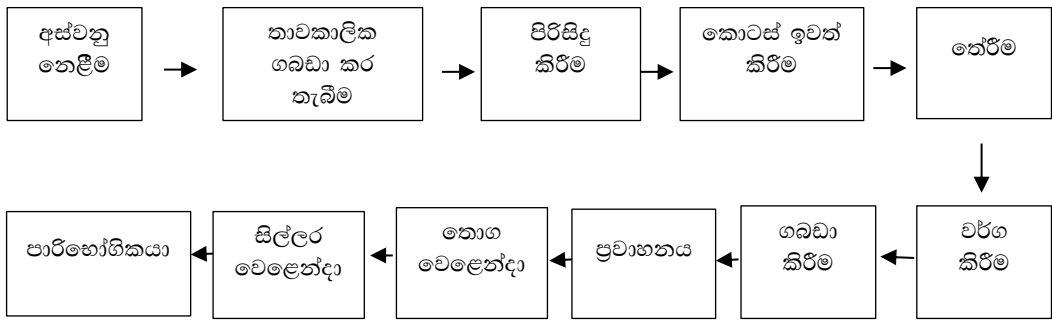 අස්වනු
නෙළීම
තාවකාලික
ගබඩා කර
තැබීම
පිරිසිදු
කිරීම
කොටස් ඉවත්
කිරීම
තේරීම
වර්ග
කිරීම
ගබඩා
කිරීම
ප්‍රවාහනය
තොග
වෙළෙන්දා
සිල්ලර
වෙළෙන්දා
පාරිභෝගිකයා